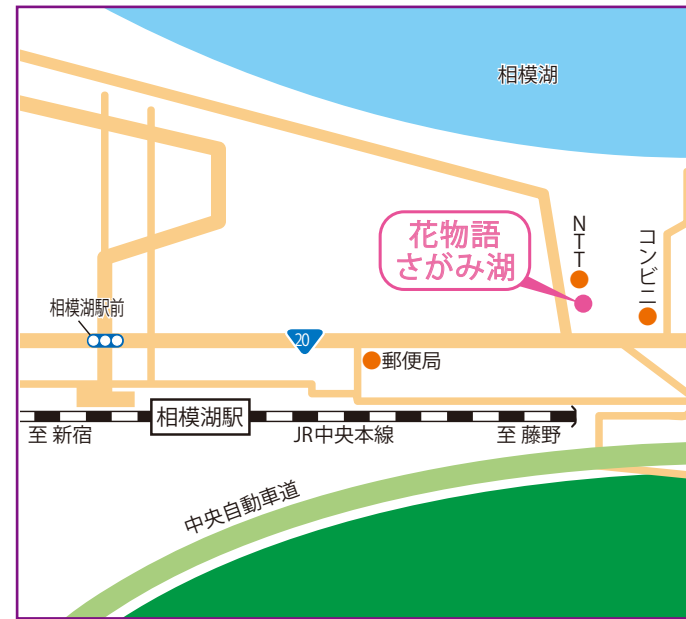 相模湖
花物語
さがみ湖
NTT
コンビニ
相模湖駅前
20
郵便局
相模湖駅
至 新宿
JR中央本線
至 藤野
中央自動車道